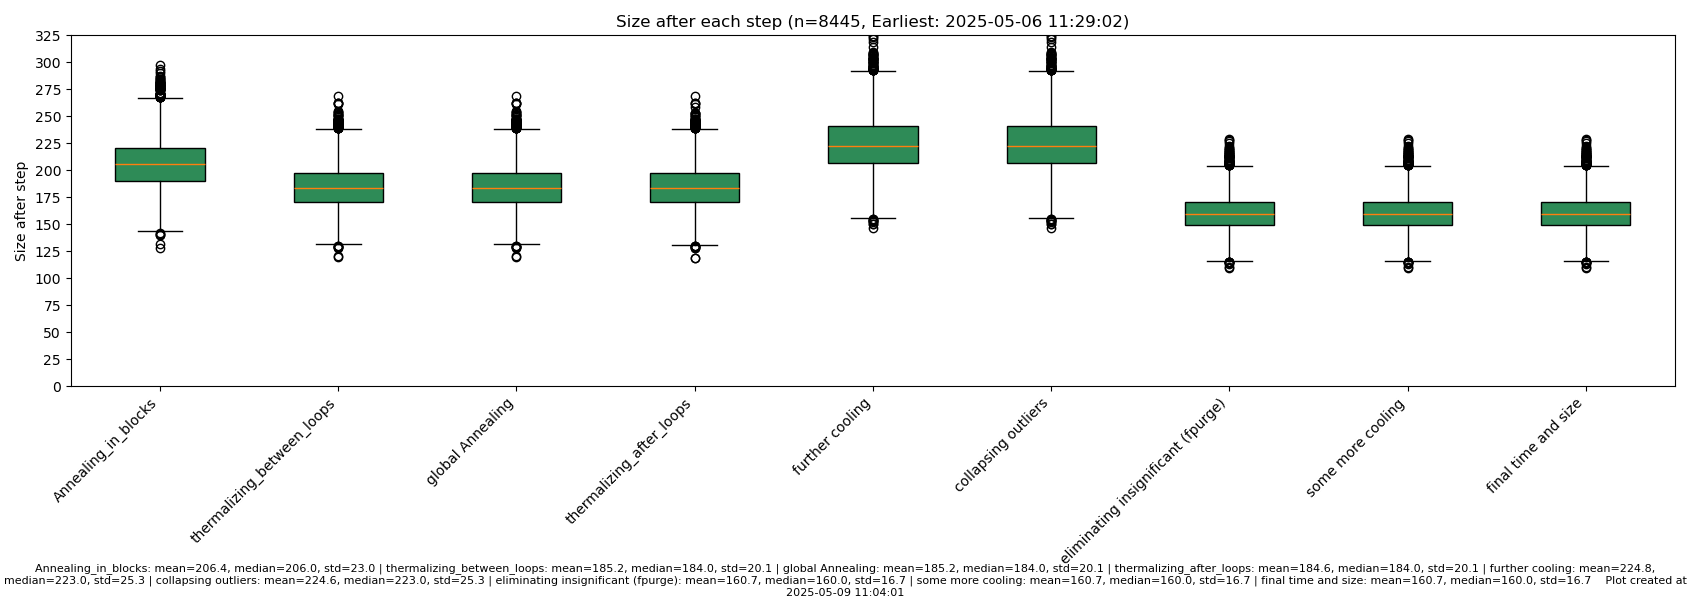 Size after each step (n=8445, Earliest: 2025-05-06 11:29:02)
325
300
275
250
225
200
175
150
125
100
75
50
25
0
Size after step
Annealing_in_blocks
thermalizing_between_loops
global Annealing
thermalizing_after_loops
further cooling
collapsing outliers
eliminating insignificant (fpurge)
some more cooling
final time and size
Annealing_in_blocks: mean=206.4, median=206.0, std=23.0 | thermalizing_between_loops: mean=185.2, median=184.0, std=20.1 | global Annealing: mean=185.2, median=184.0, std=20.1 | thermalizing_after_loops: mean=184.6, median=184.0, std=20.1 | further cooling: mean=224.8,
median=223.0, std=25.3 | collapsing outliers: mean=224.6, median=223.0, std=25.3 | eliminating insignificant (fpurge): mean=160.7, median=160.0, std=16.7 | some more cooling: mean=160.7, median=160.0, std=16.7 | final time and size: mean=160.7, median=160.0, std=16.7    Plot created at
2025-05-09 11:04:01